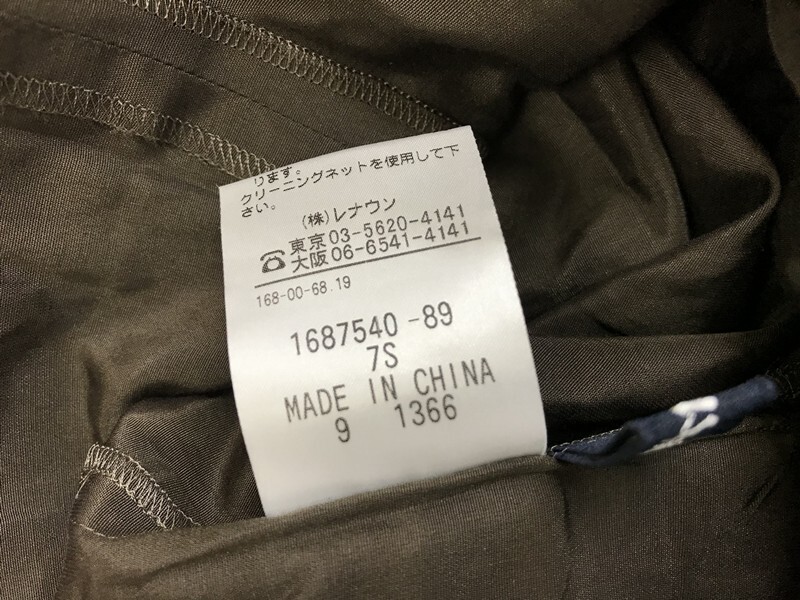 ります。
クリーニングネットを使用して下
さい。
(株)レナウン
東京03-5620-4141
大阪06-6541-4141
168-00-68.19
1687540-89
7S
MADE IN CHINA
9 1366